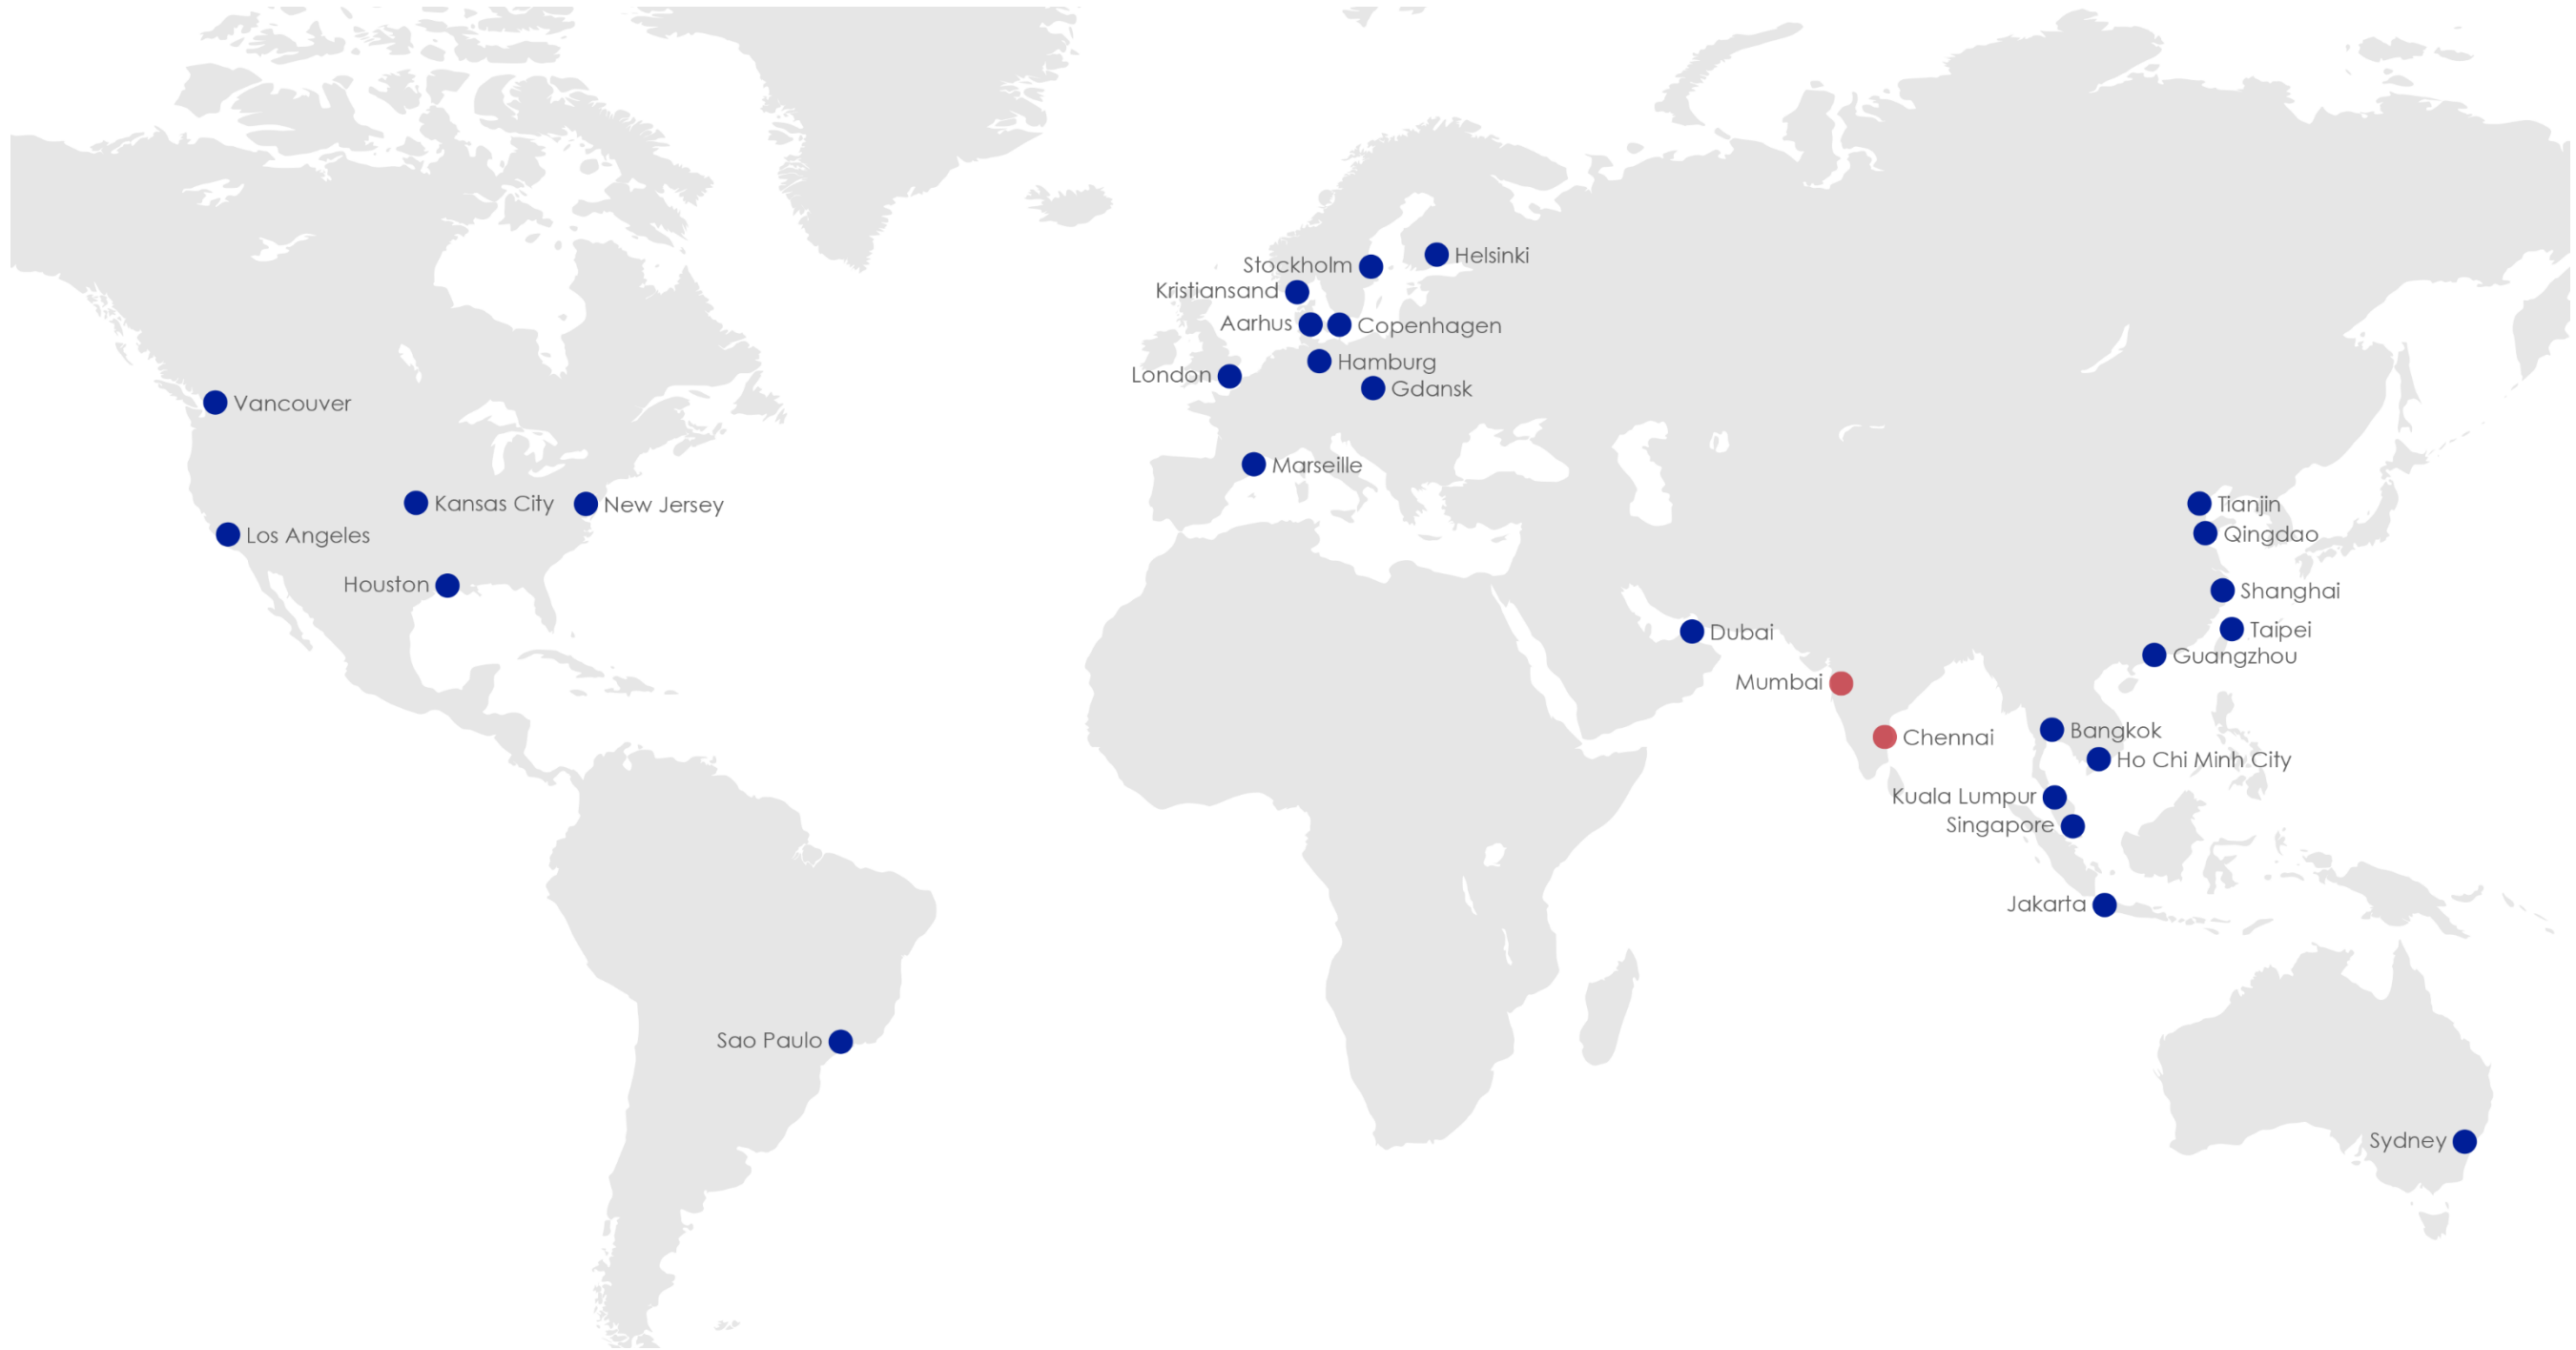 Helsinki
Stockholm
Kristiansand
Aarhus
Copenhagen
Hamburg
London
Gdansk
Vancouver
Marseille
Kansas City
New Jersey
Tianjin
Los Angeles
Qingdao
Houston
Shanghai
Dubai
Taipei
Guangzhou
Mumbai
Bangkok
Chennai
Ho Chi Minh City
Kuala Lumpur
Singapore
Jakarta
Sao Paulo
Sydney